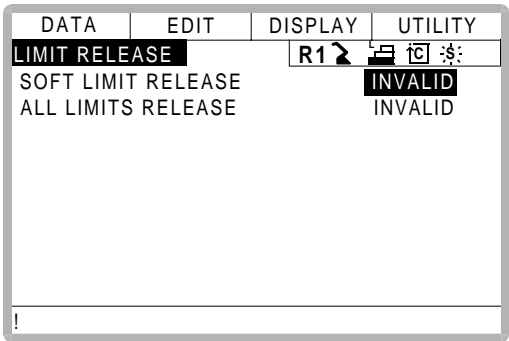 DATA EDIT DISPLAY UTILITY
LIMIT RELEASE R1 C S
SOFT LIMIT RELEASE INVALID
ALL LIMITS RELEASE INVALID
!